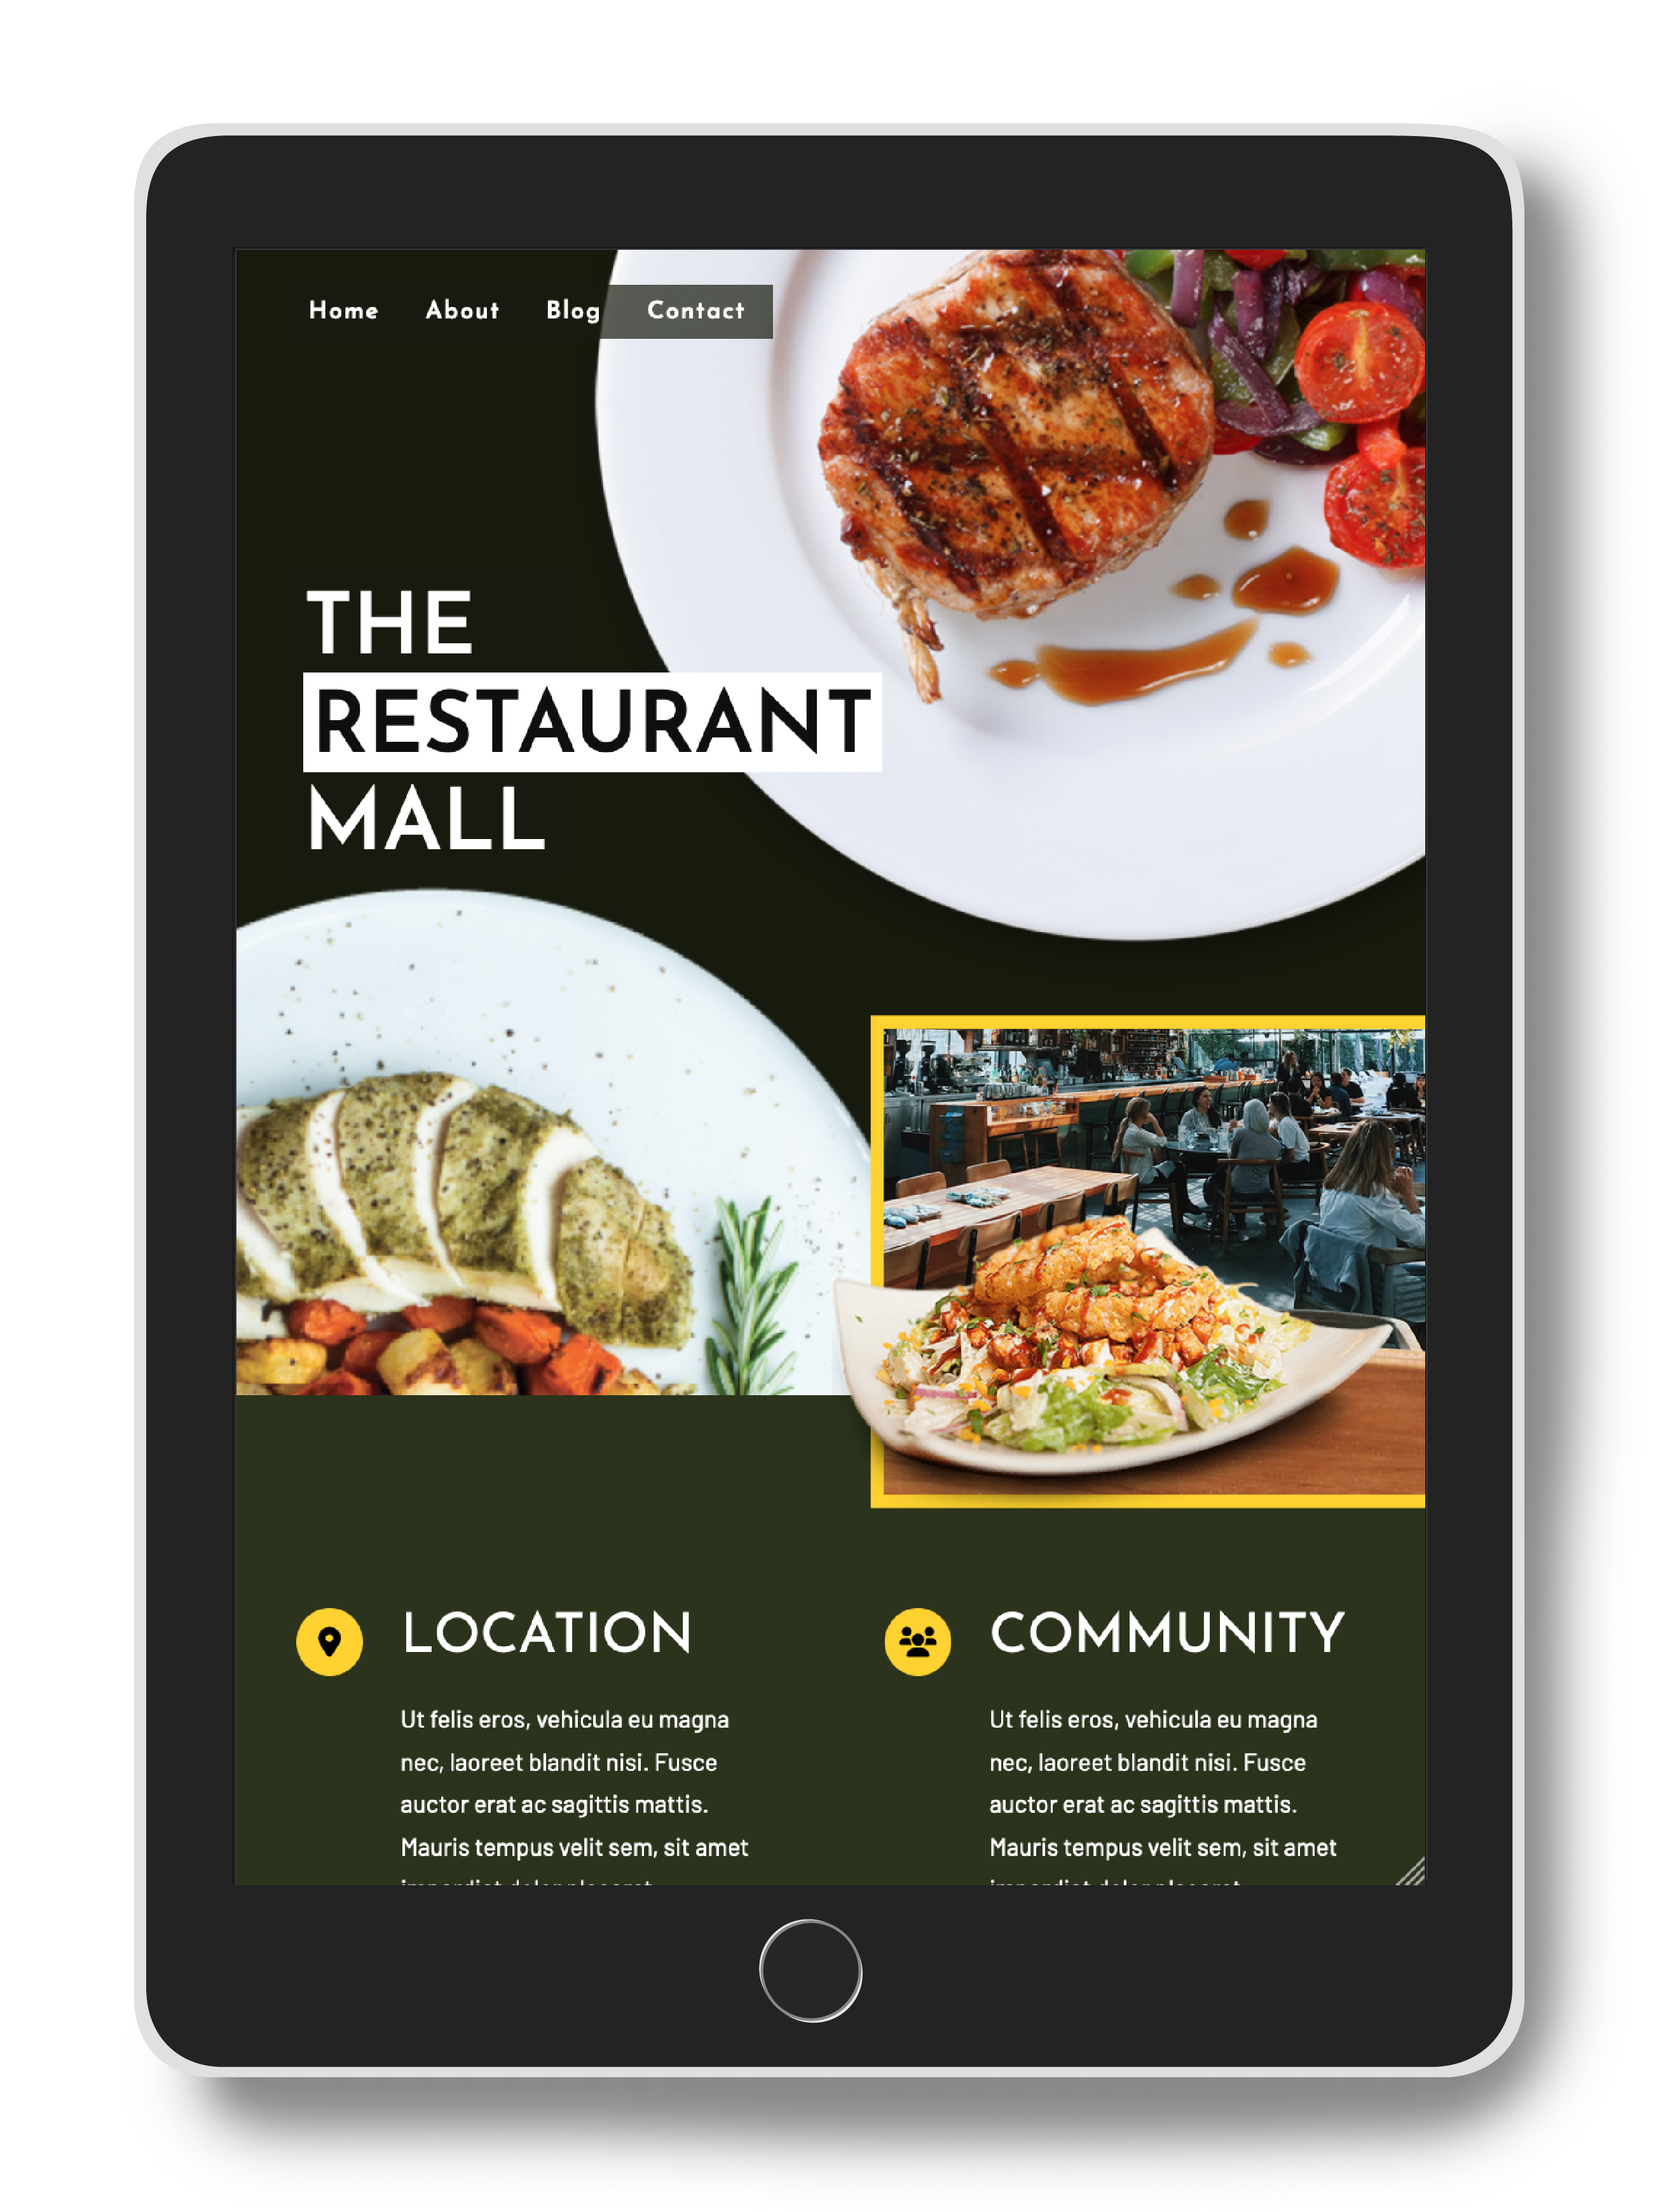 Home About Blog Contact
THE
RESTAURANT
MALL
LOCATION
Ut felis eros, vehicula eu magna
nec, laoreet blandit nisi. Fusce
auctor erat ac sagittis mattis.
Mauris tempus velit sem, sit amet
COMMUNITY
Ut felis eros, vehicula eu magna
nec, laoreet blandit nisi. Fusce
auctor erat ac sagittis mattis.
Mauris tempus velit sem, sit amet